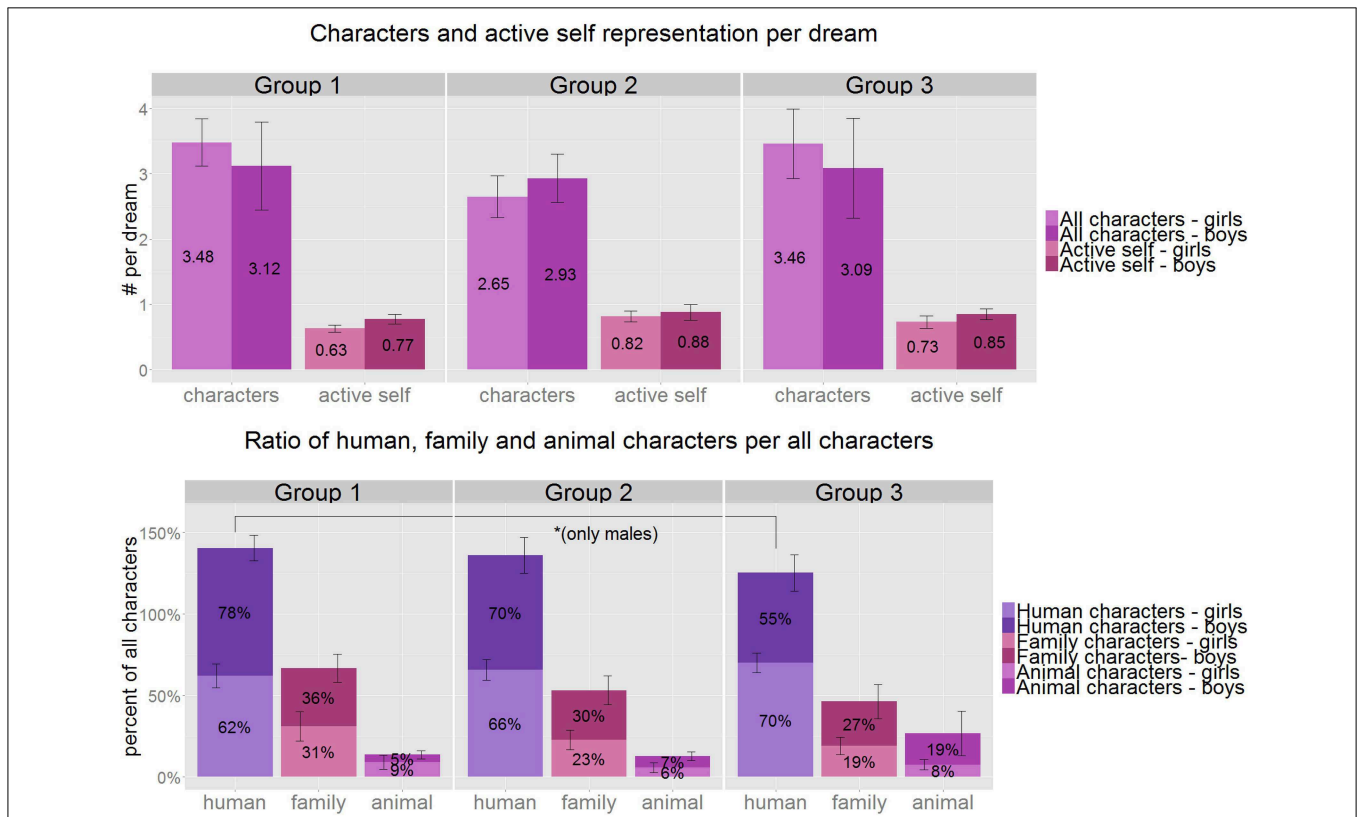 Characters and active self representation per dream
Group 1 Group 2 Group 3
# per dream
4
3
2
1
0
3.48 3.12 0.63 0.77
2.65 2.93 0.82 0.88
3.46 3.09 0.73 0.85
characters active self characters active self characters active self
All characters - girls
All characters - boys
Active self - girls
Active self - boys
Ratio of human, family and animal characters per all characters
Group 1 Group 2 Group 3
percent of all characters
150%
100%
50%
0%
*(only males)
78% 62% 36% 31% 5% 9%
70% 66% 30% 23% 7% 6%
55% 70% 27% 19% 19% 8%
human family animal human family animal human family animal
Human characters - girls
Human characters - boys
Family characters - girls
Family characters- boys
Animal characters - girls
Animal characters - boys